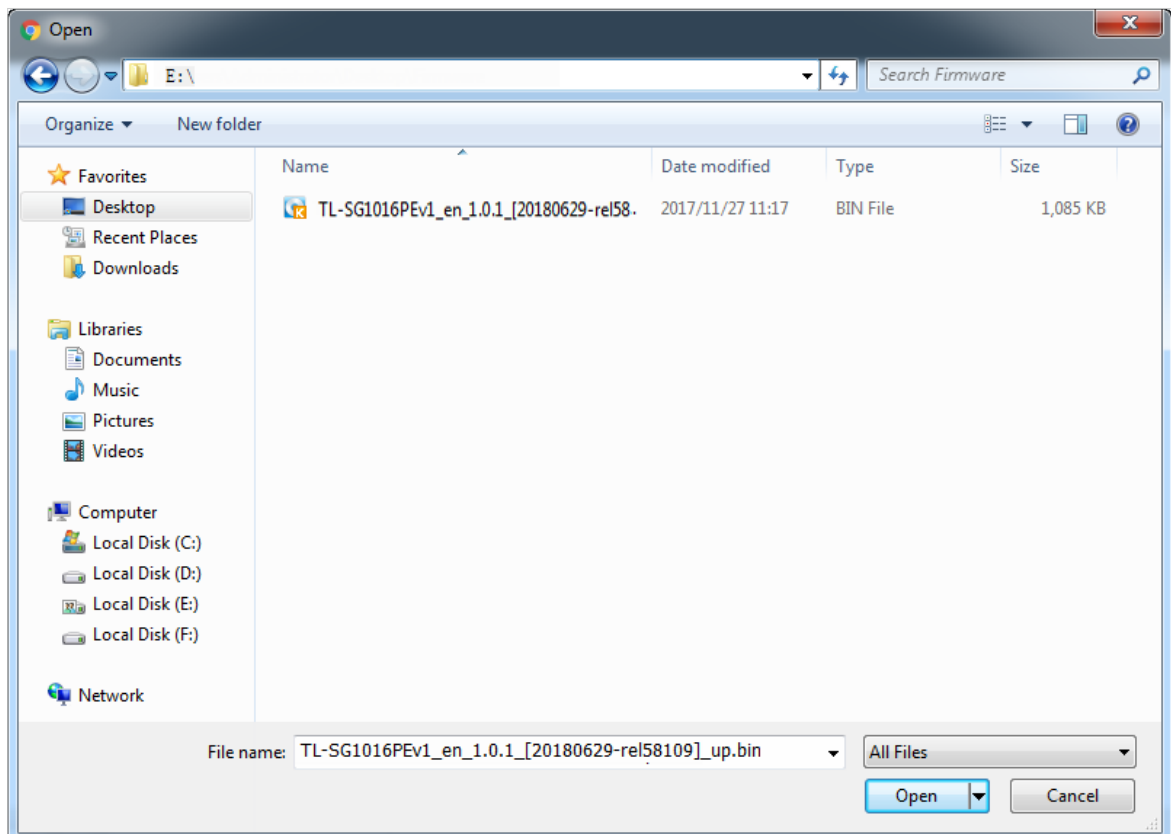 Open
E:\
Search Firmware
Organize
New folder
Name
Date modified
Type
Size
TL-SG1016PEv1_en_1.0.1_[20180629-rel58.
2017/11/27 11:17
BIN File
1,085 KB
Favorites
Desktop
Recent Places
Downloads
Libraries
Documents
Music
Pictures
Videos
Computer
Local Disk (C:)
Local Disk (D:)
Local Disk (E:)
Local Disk (F:)
Network
File name:
TL-SG1016PEv1_en_1.0.1_[20180629-rel58109]_up.bin
All Files
Open
Cancel